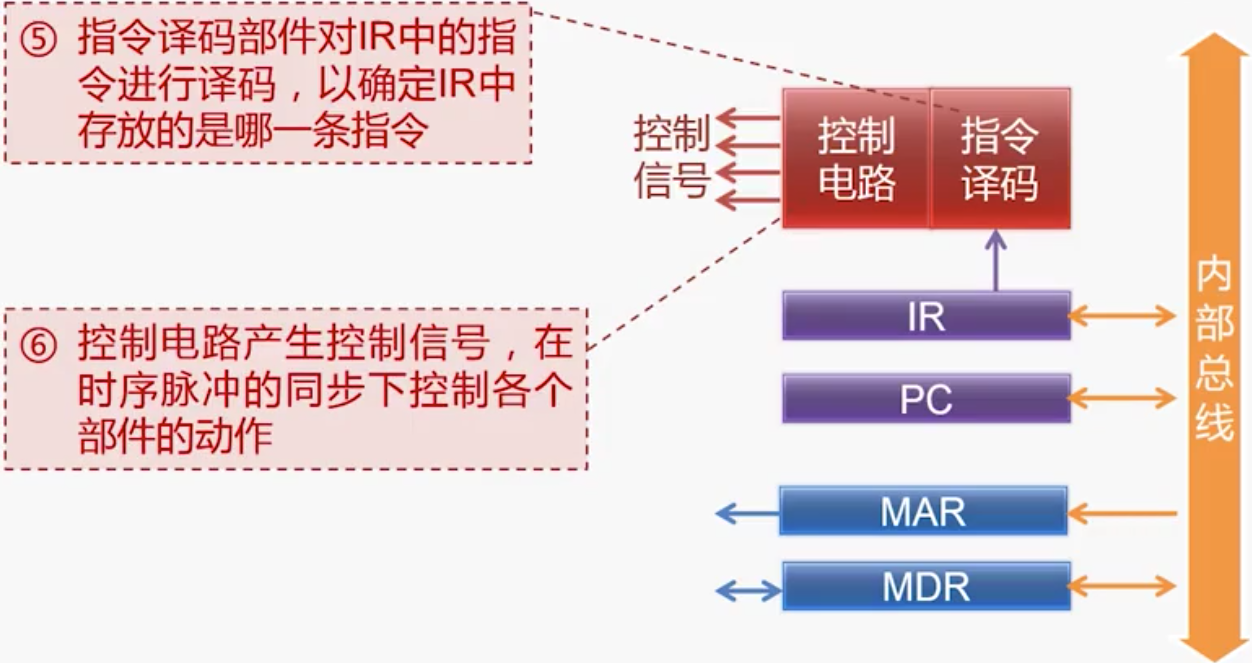 ⑤ 指令译码部件对IR中的指
令进行译码，以确定IR中
存放的是哪一条指令
控制
信号
控制
电路
指令
译码
⑥ 控制电路产生控制信号，在
时序脉冲的同步下控制各个
部件的动作
IR
PC
MAR
MDR
内
部
总
线